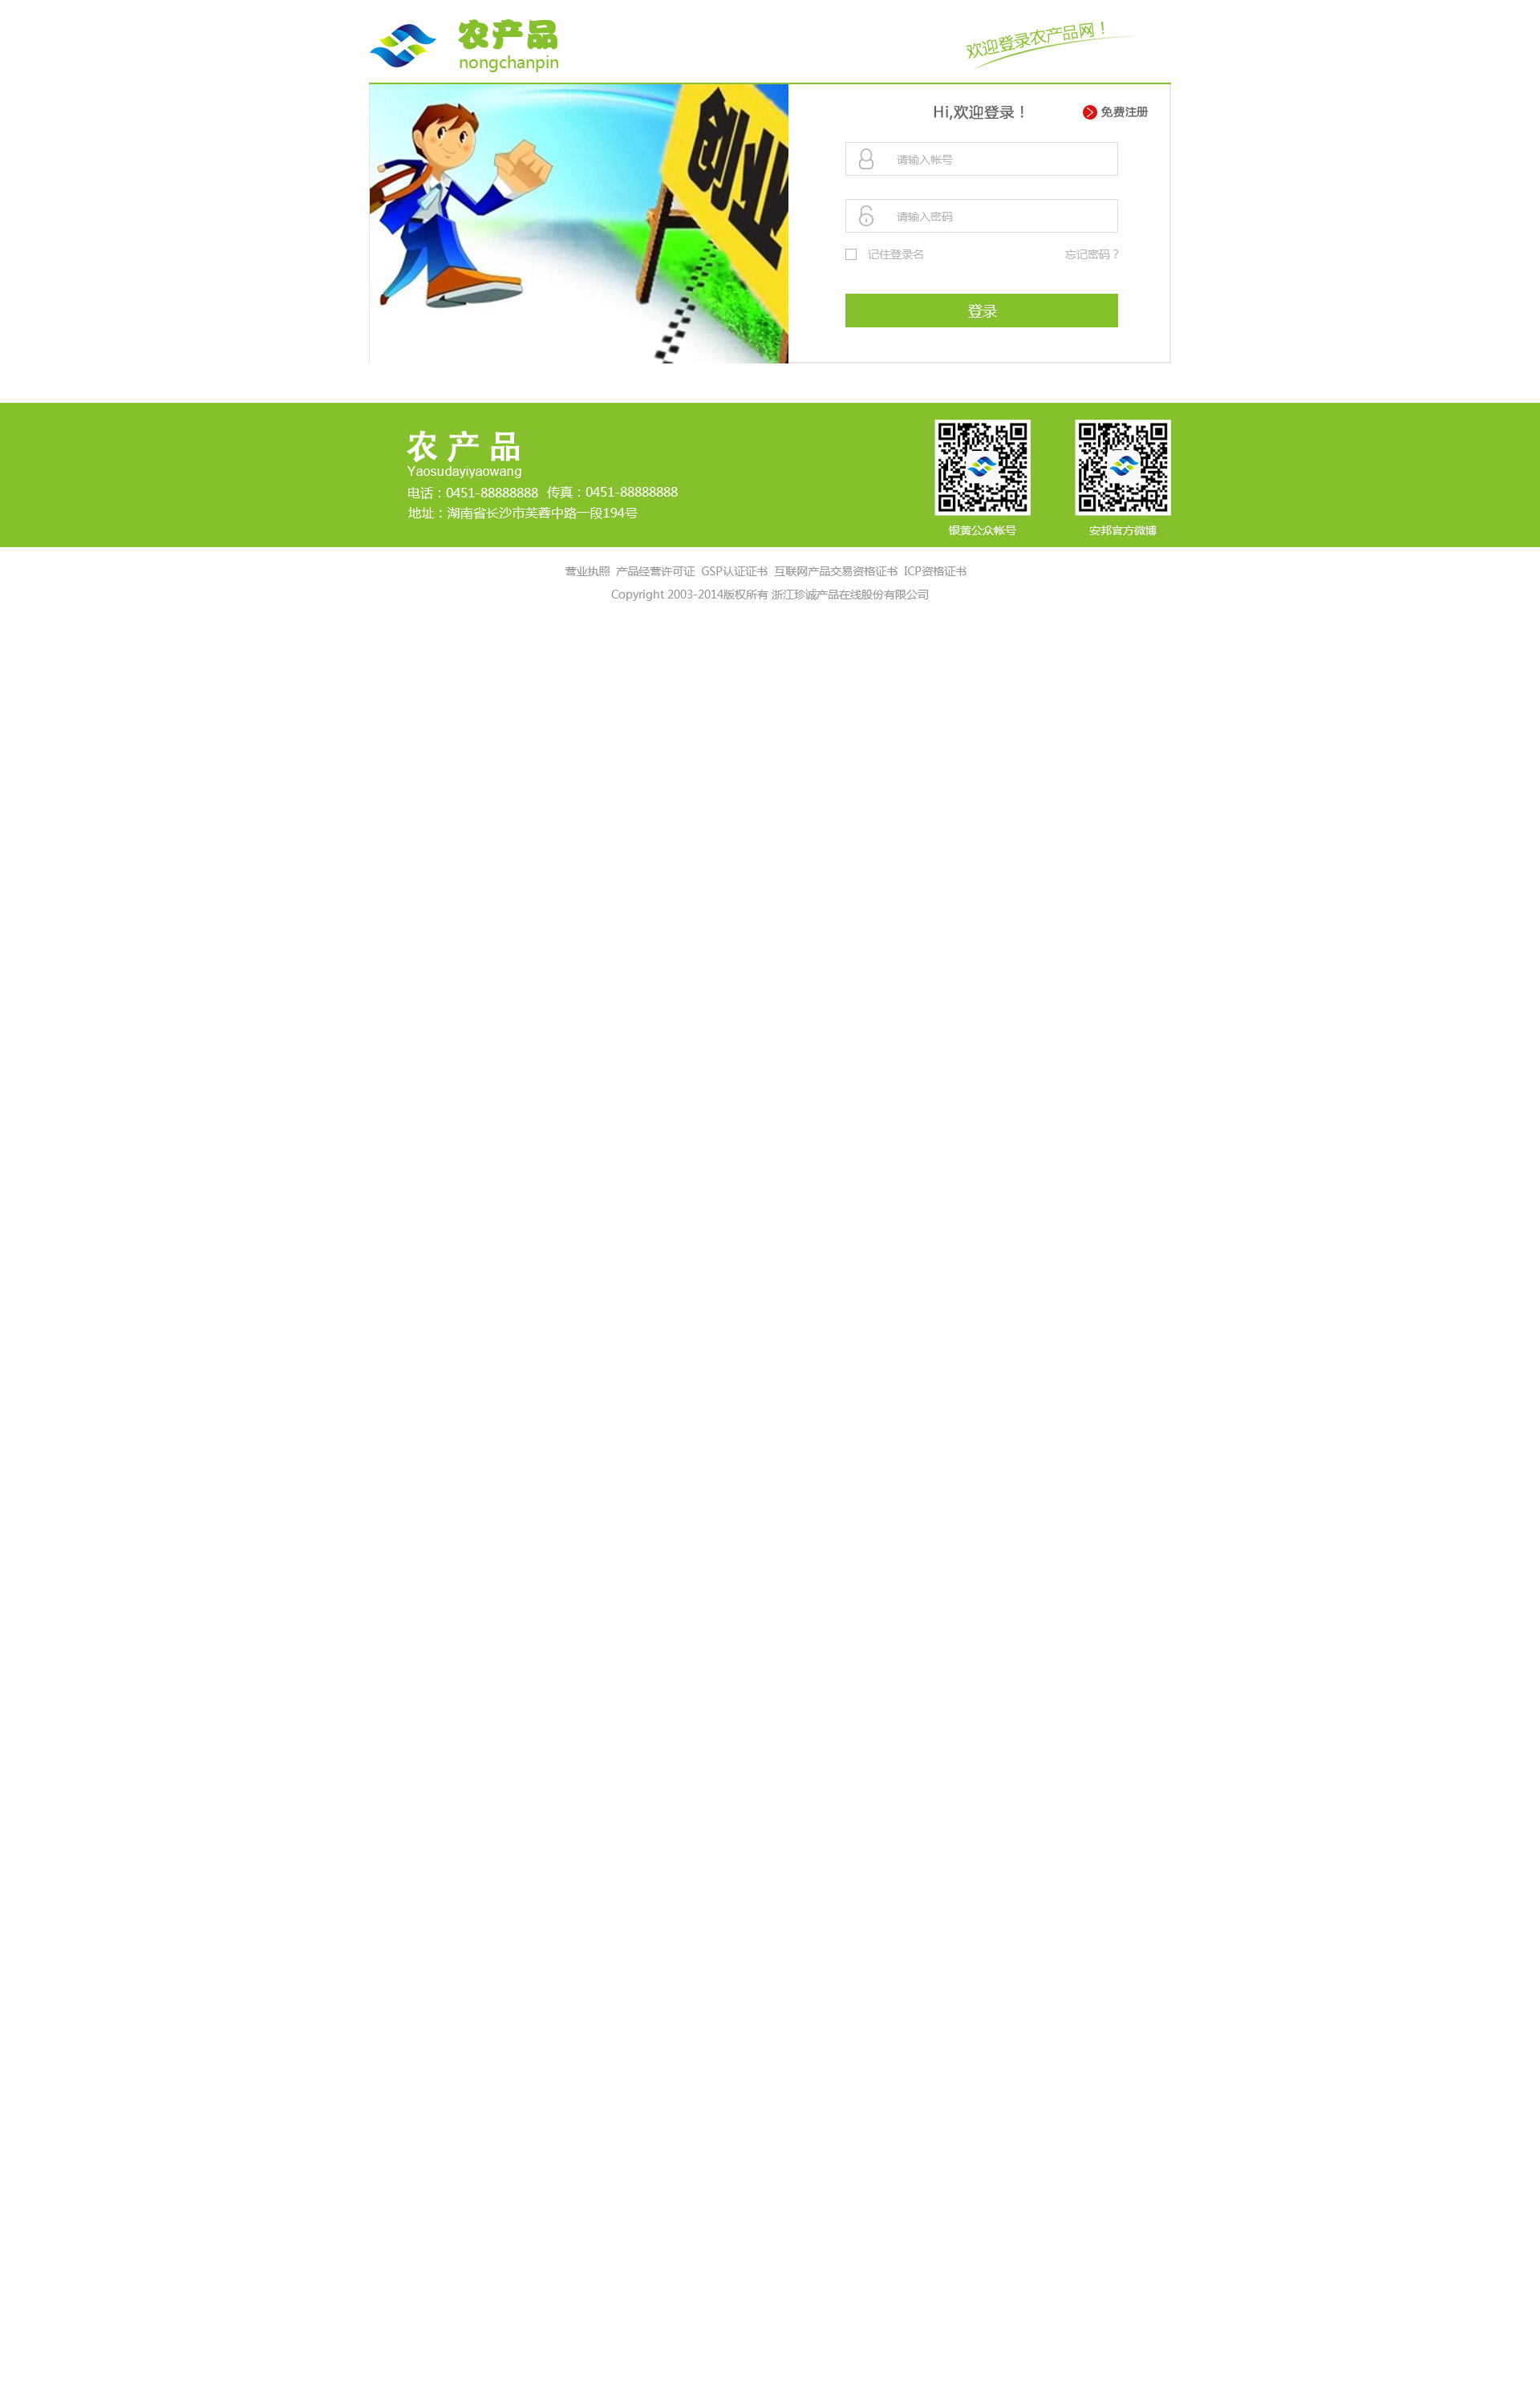 农产品
nongchanpin
欢迎登录农产品网！
创业
Hi,欢迎登录！
免费注册
请输入帐号
请输入密码
记住登录名
忘记密码？
登录
农产品
Yaosudayiyaowang
电话：0451-88888888 传真：0451-88888888
地址：湖南省长沙市芙蓉中路一段194号
银黄公众帐号
安邦官方微博
营业执照 产品经营许可证 GSP认证证书 互联网产品交易资格证书 ICP资格证书
Copyright 2003-2014版权所有 浙江珍诚产品在线股份有限公司